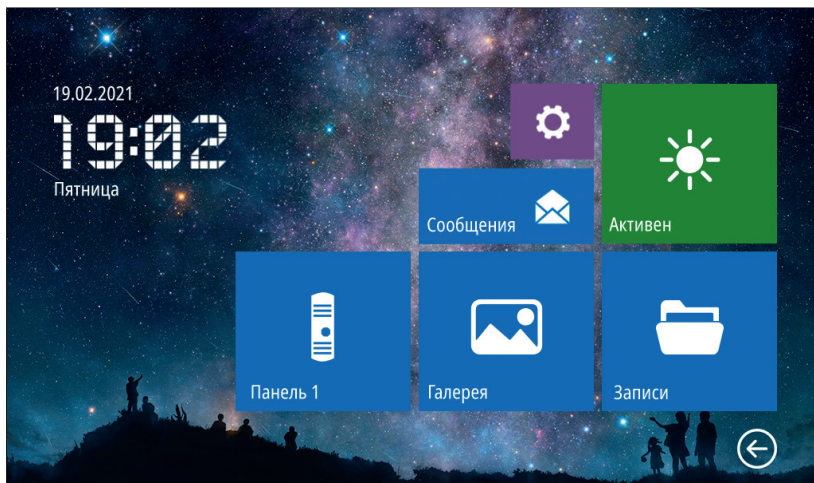 19.02.2021
19:02
Пятница
Сообщения
Активен
Панель 1
Галерея
Записи